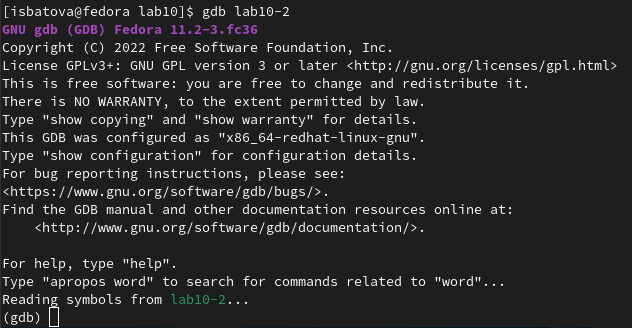 [isbatova@fedora lab10]$ gdb lab10-2
GNU gdb (GDB) Fedora 11.2-3.fc36
Copyright (C) 2022 Free Software Foundation, Inc.
License GPLv3+: GNU GPL version 3 or later <http://gnu.org/licenses/gpl.html>
This is free software: you are free to change and redistribute it.
There is NO WARRANTY, to the extent permitted by law.
Type "show copying" and "show warranty" for details.
This GDB was configured as "x86_64-redhat-linux-gnu".
Type "show configuration" for configuration details.
For bug reporting instructions, please see:
<https://www.gnu.org/software/gdb/bugs/>.
Find the GDB manual and other documentation resources online at:
    <http://www.gnu.org/software/gdb/documentation/>.

For help, type "help".
Type "apropos word" to search for commands related to "word"...
Reading symbols from lab10-2...
(gdb)